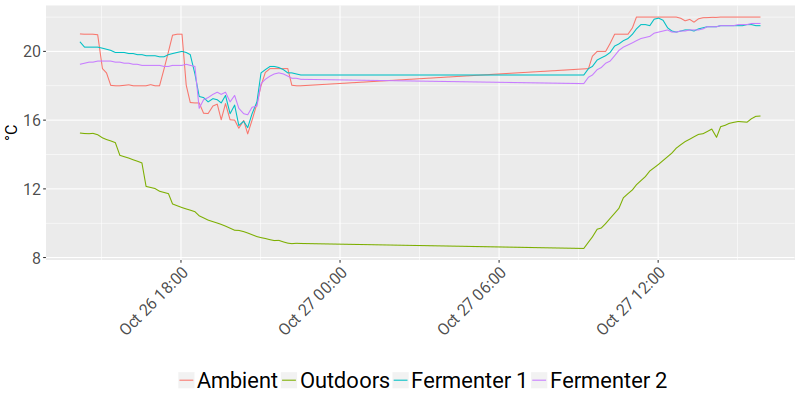 °C
20
16
12
8
Oct 26 18:00
Oct 27 00:00
Oct 27 06:00
Oct 27 12:00
Ambient Outdoors Fermenter 1 Fermenter 2